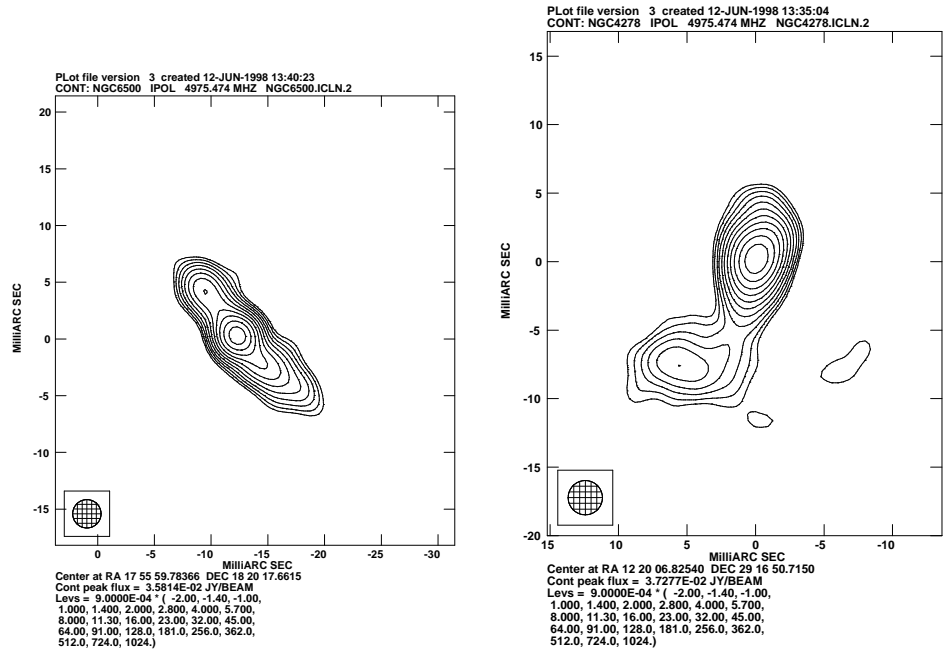 PLot file version 3 created 12-JUN-1998 13:40:23
CONT: NGC6500 IPOL 4975.474 MHZ NGC6500.ICLN.2
MilliARC SEC
20
15
10
5
0
-5
-10
-15
0 -5 -10 -15 -20 -25 -30
MilliARC SEC
Center at RA 17 55 59.78366 DEC 18 20 17.6615
Cont peak flux = 3.5814E-02 JY/BEAM
Levs = 9.0000E-04 * ( -2.00, -1.40, -1.00,
1.000, 1.400, 2.000, 2.800, 4.000, 5.700,
8.000, 11.30, 16.00, 23.00, 32.00, 45.00,
64.00, 91.00, 128.0, 181.0, 256.0, 362.0,
512.0, 724.0, 1024.)
PLot file version 3 created 12-JUN-1998 13:35:04
CONT: NGC4278 IPOL 4975.474 MHZ NGC4278.ICLN.2
MilliARC SEC
15
10
5
0
-5
-10
-15
-20
15 10 5 0 -5 -10
MilliARC SEC
Center at RA 12 20 06.82540 DEC 29 16 50.7150
Cont peak flux = 3.7277E-02 JY/BEAM
Levs = 9.0000E-04 * ( -2.00, -1.40, -1.00,
1.000, 1.400, 2.000, 2.800, 4.000, 5.700,
8.000, 11.30, 16.00, 23.00, 32.00, 45.00,
64.00, 91.00, 128.0, 181.0, 256.0, 362.0,
512.0, 724.0, 1024.)